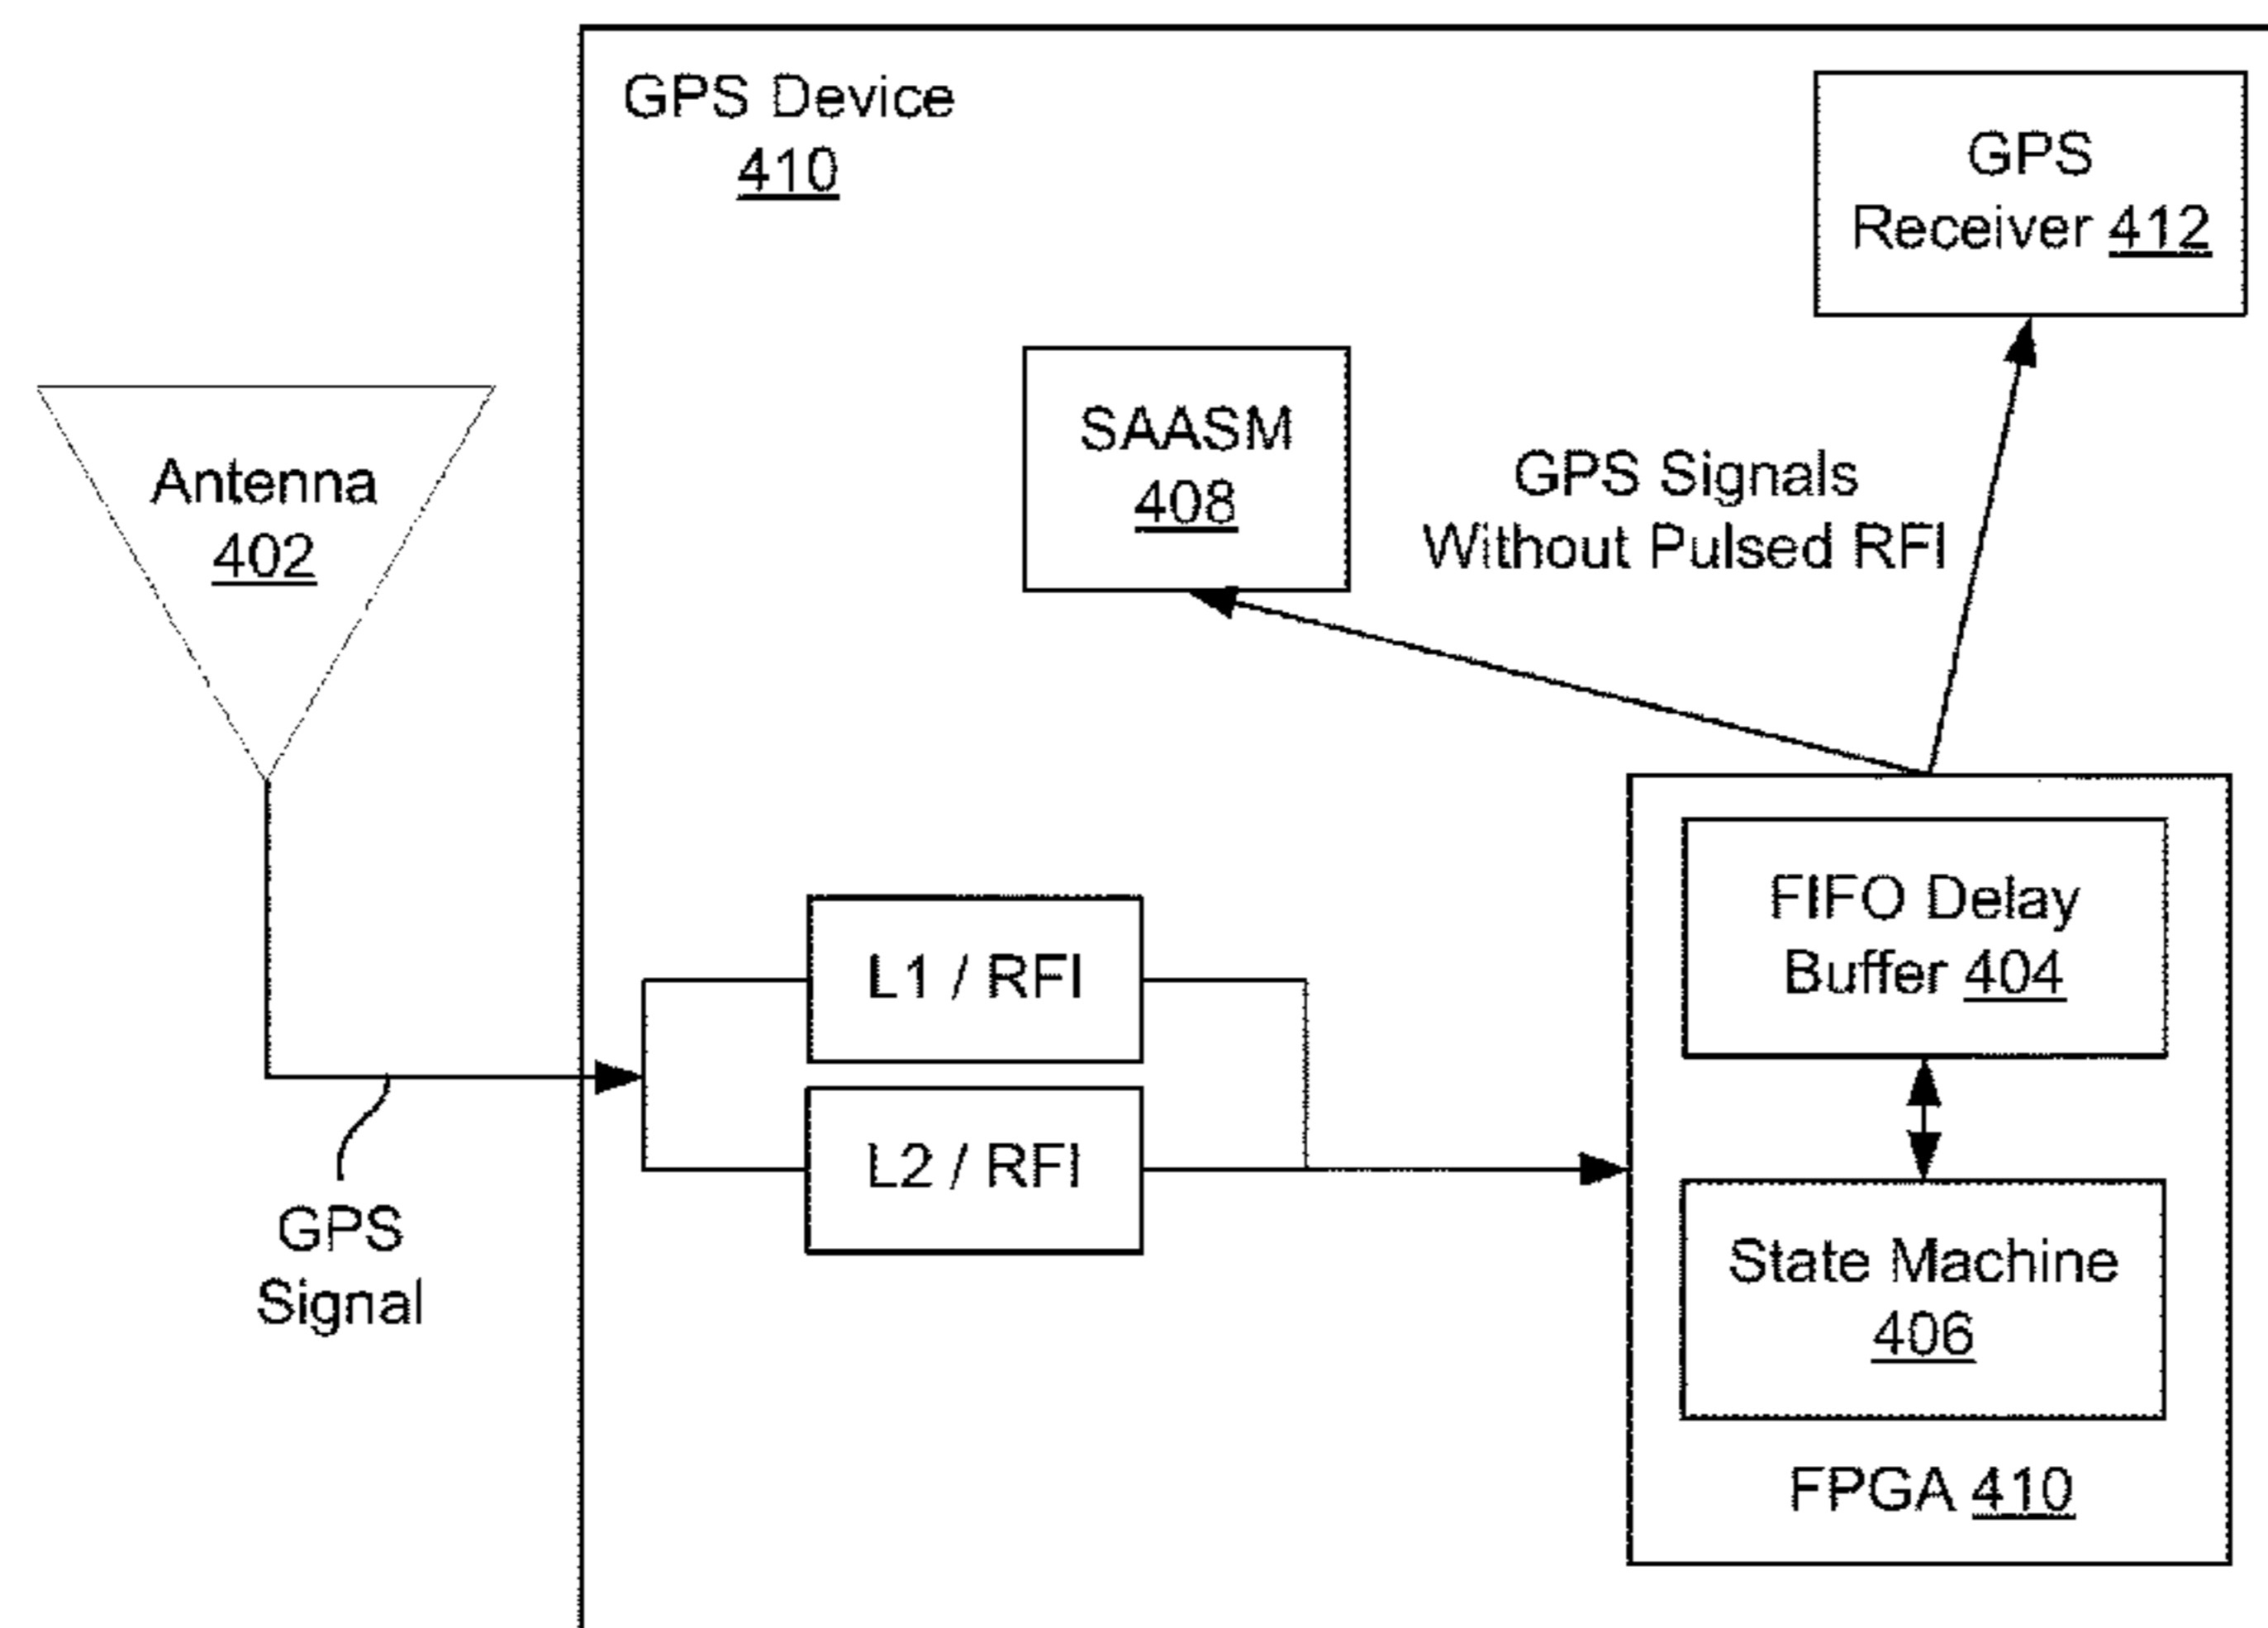 GPS Device
410
GPS
Receiver 412
SAASM
408
GPS Signals
Without Pulsed RFI
Antenna
402
FIFO Delay
Buffer 404
L1 / RFI
L2 / RFI
GPS
Signal
State Machine
406
FPGA 410